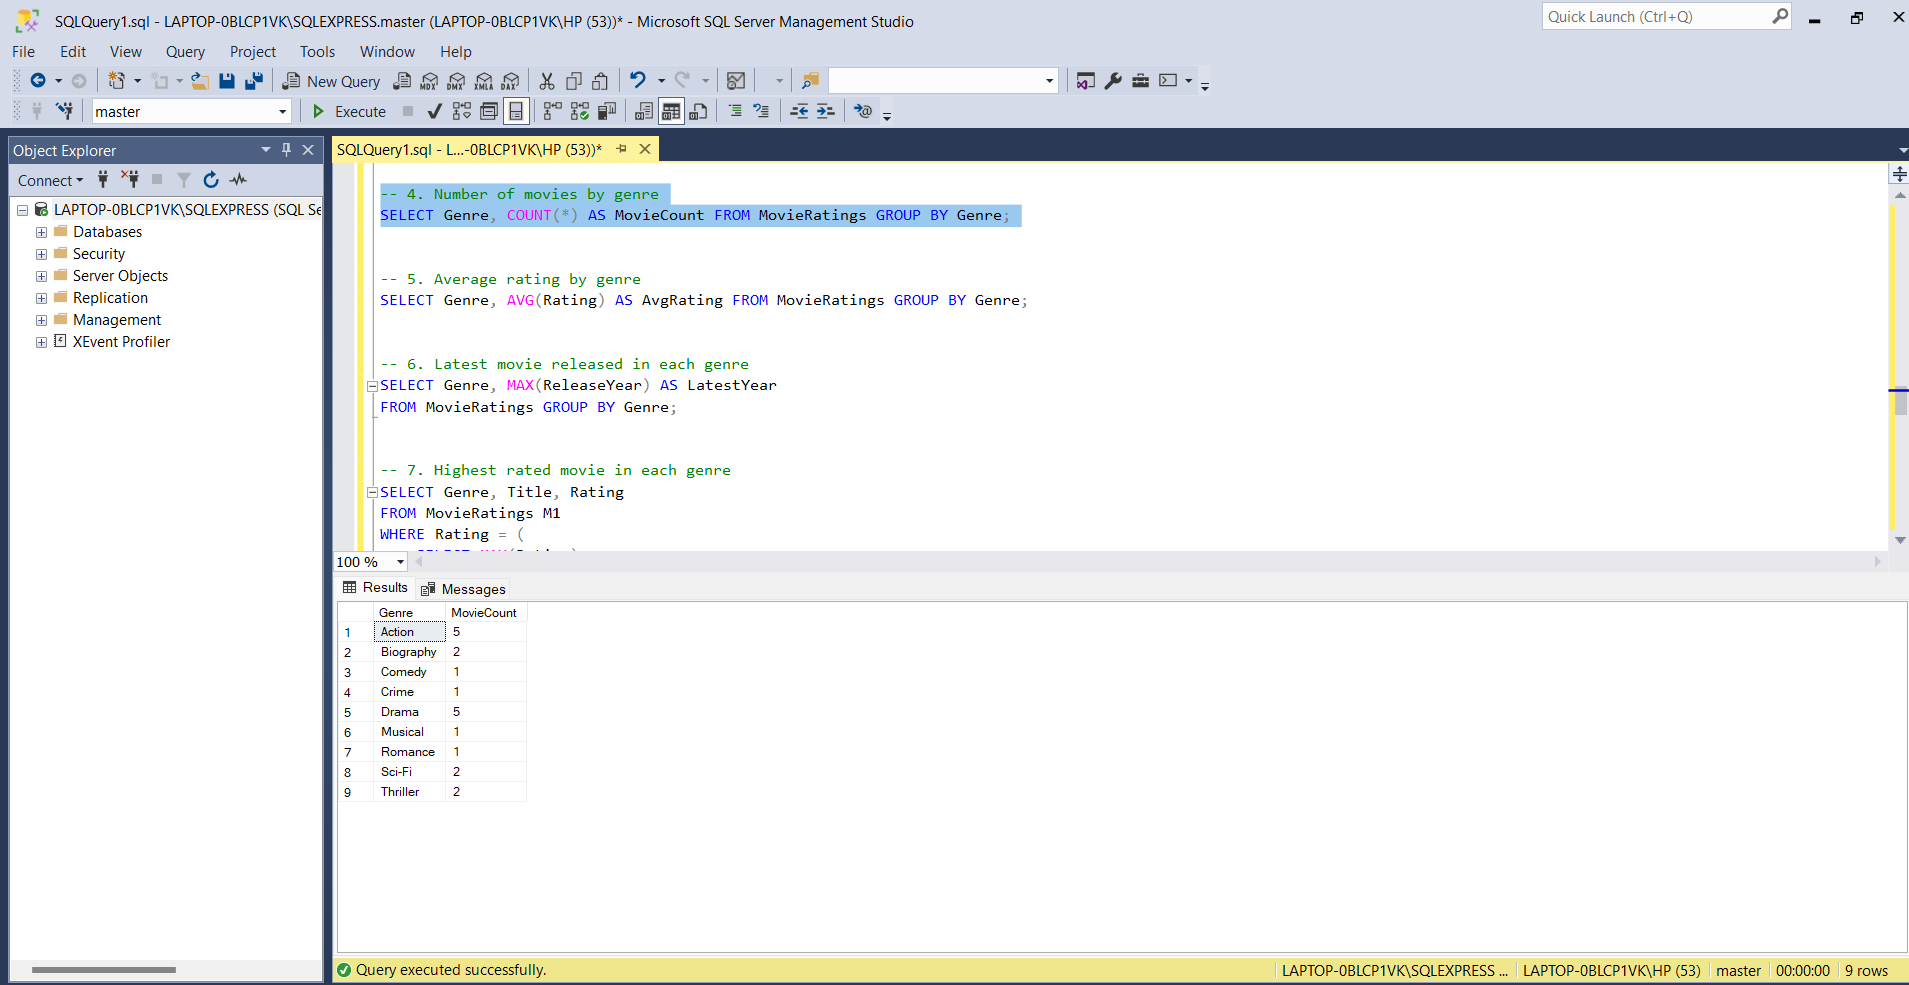 SQLQuery1.sql - LAPTOP-0BLCP1VK\SQLEXPRESS.master (LAPTOP-0BLCP1VK\HP (53))* - Microsoft SQL Server Management Studio
Quick Launch (Ctrl+Q)
File Edit View Query Project Tools Window Help
New Query MDX DMX XMLA DAX
master Execute
Object Explorer
SQLQuery1.sql - L...-0BLCP1VK\HP (53))*
Connect
LAPTOP-0BLCP1VK\SQLEXPRESS (SQL Se
Databases
Security
Server Objects
Replication
Management
XEvent Profiler
-- 4. Number of movies by genre
SELECT Genre, COUNT(*) AS MovieCount FROM MovieRatings GROUP BY Genre;
-- 5. Average rating by genre
SELECT Genre, AVG(Rating) AS AvgRating FROM MovieRatings GROUP BY Genre;
-- 6. Latest movie released in each genre
SELECT Genre, MAX(ReleaseYear) AS LatestYear
FROM MovieRatings GROUP BY Genre;
-- 7. Highest rated movie in each genre
SELECT Genre, Title, Rating
FROM MovieRatings M1
WHERE Rating = (
100 %
Results Messages
Genre MovieCount
1 Action 5
2 Biography 2
3 Comedy 1
4 Crime 1
5 Drama 5
6 Musical 1
7 Romance 1
8 Sci-Fi 2
9 Thriller 2
Query executed successfully.
LAPTOP-0BLCP1VK\SQLEXPRESS ... LAPTOP-0BLCP1VK\HP (53) master 00:00:00 9 rows